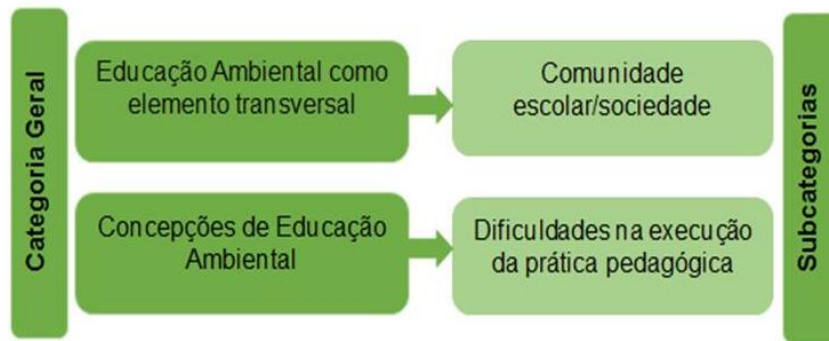 Categoria Geral
Educação Ambiental como
elemento transversal
Comunidade
escolar/sociedade
Concepções de Educação
Ambiental
Dificuldades na execução
da prática pedagógica
Subcategorias